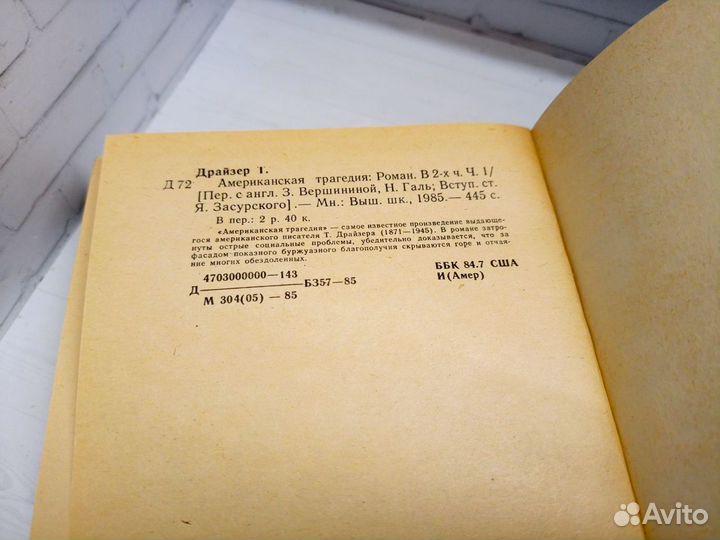 Драйзер Т.
Д 72 Американская трагедия: Роман. В 2-х ч. Ч. 1/
[Пер. с англ. З. Вершининой, Н. Галь; Вступ. ст.
Я. Засурского].— Мн.: Выш. шк., 1985.— 445 с.
В пер.: 2 р. 40 к.
«Американская трагедия» — самое известное произведение выдающе-
гося американского писателя Т. Драйзера (1871—1945). В романе затро-
нуты острые социальные проблемы, убедительно доказывается, что за
фасадом показного буржуазного благополучия скрываются горе и отчая-
ние многих обездоленных.
4703000000—143
Д БЗ57—85
М 304(05) — 85
ББК 84.7 США
И(Амер)
Avito